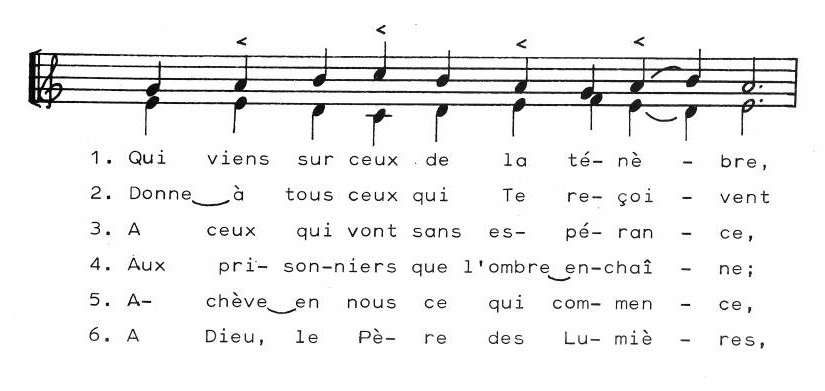 1. Qui viens sur ceux de la té- nè - bre,
2. Donne à tous ceux qui Te re- çoi - vent
3. A ceux qui vont sans es- pé- ran - ce,
4. Aux pri- son-niers que l'ombre en-chaî - ne;
5. A- chève en nous ce qui com- men - ce,
6. A Dieu, le Pè- re des Lu- miè - res,